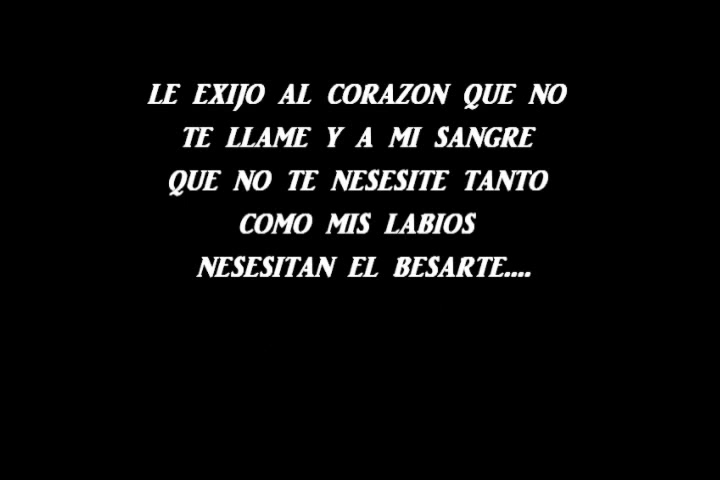 LE EXIJO AL CORAZON QUE NO
TE LLAME Y A MI SANGRE
QUE NO TE NESESITE TANTO
COMO MIS LABIOS
NESESITAN EL BESARTE....